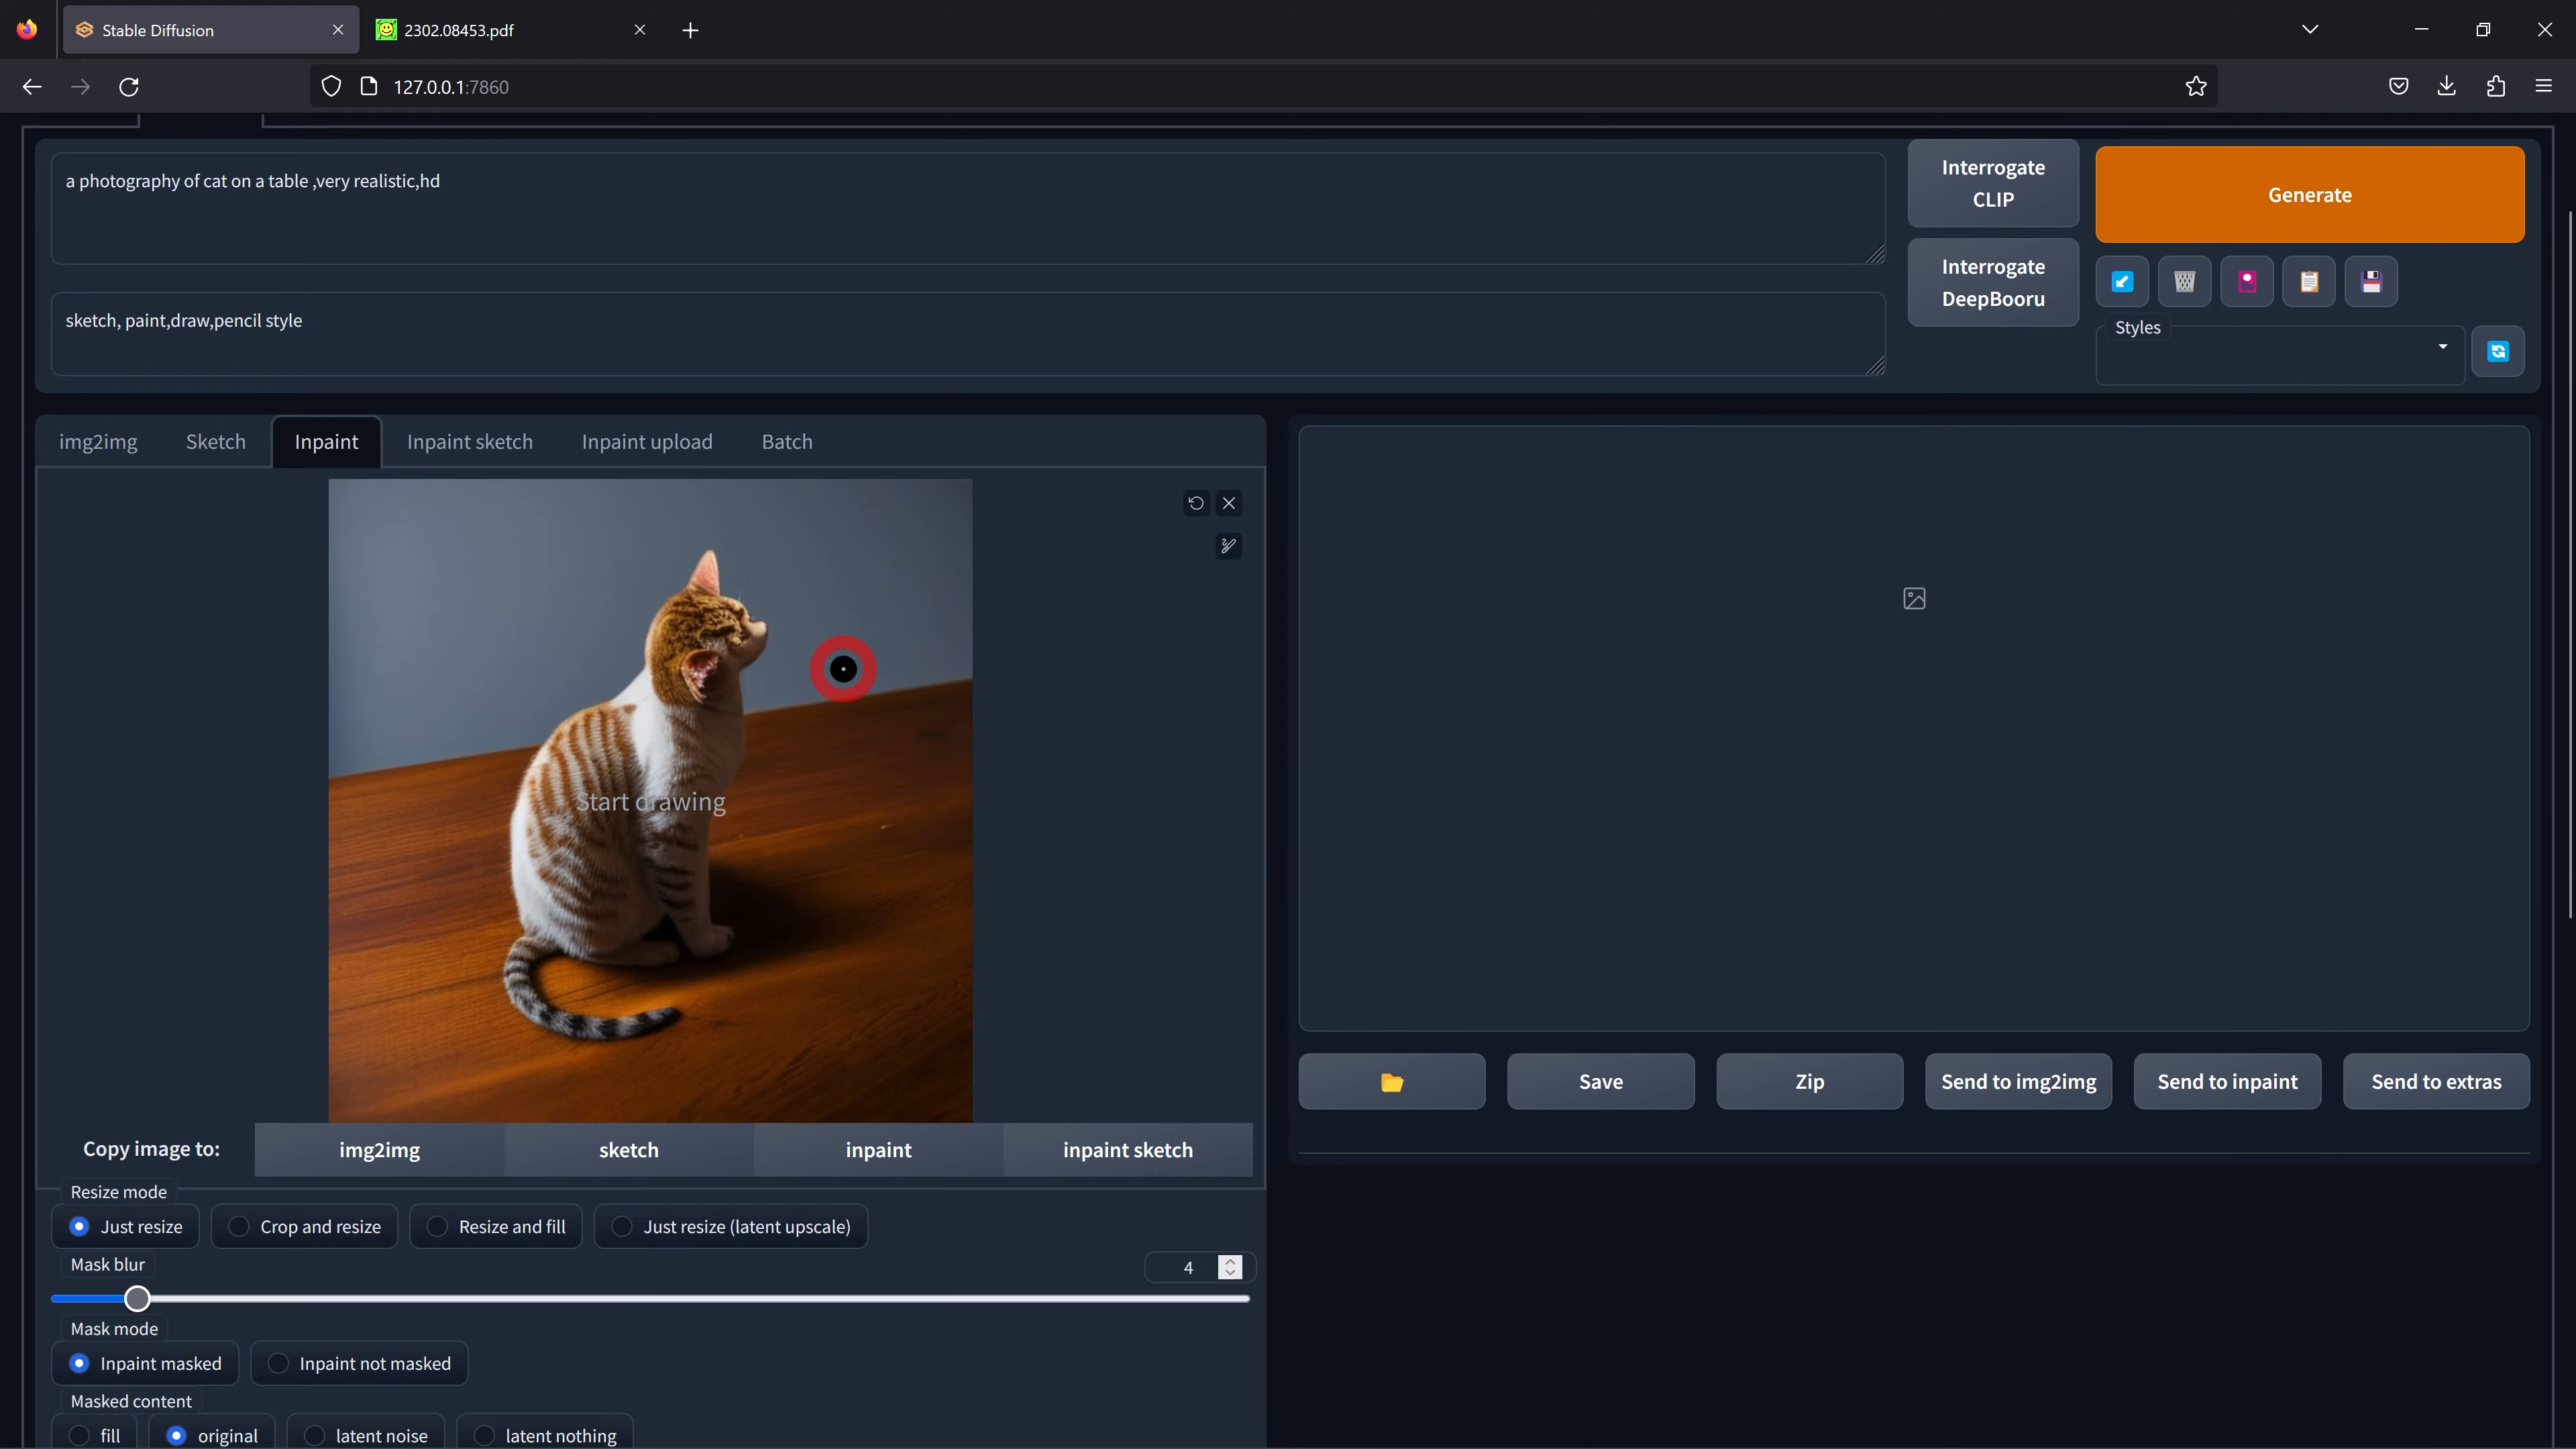 Stable Diffusion
2302.08453.pdf
127.0.0.1:7860
a photography of cat on a table ,very realistic,hd
Interrogate
CLIP
Generate
Interrogate
DeepBooru
sketch, paint,draw,pencil style
Styles
img2img
Sketch
Inpaint
Inpaint sketch
Inpaint upload
Batch
Start drawing
Copy image to:
img2img
sketch
inpaint
inpaint sketch
Save
Zip
Send to img2img
Send to inpaint
Send to extras
Resize mode
Just resize
Crop and resize
Resize and fill
Just resize (latent upscale)
Mask blur
4
Mask mode
Inpaint masked
Inpaint not masked
Masked content
fill
original
latent noise
latent nothing